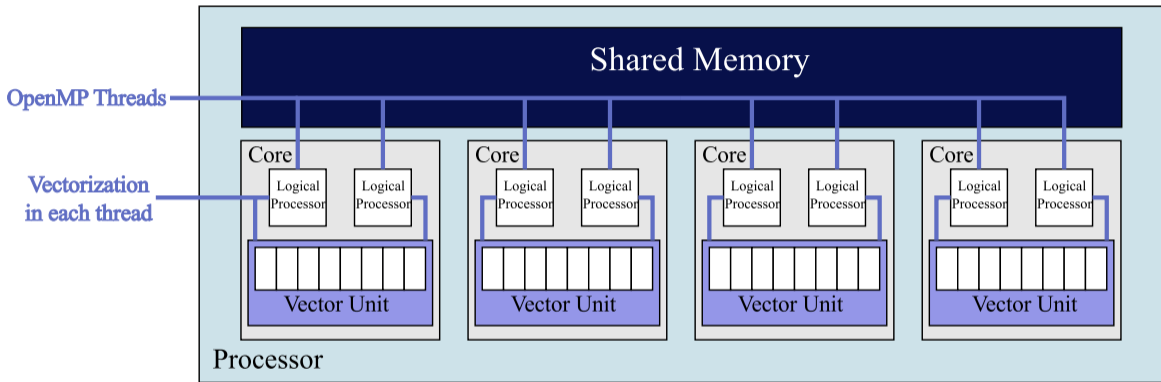 Shared Memory
OpenMP Threads
Core
Core
Core
Core
Vectorization
in each thread
Logical
Processor
Logical
Processor
Logical
Processor
Logical
Processor
Logical
Processor
Logical
Processor
Logical
Processor
Logical
Processor
Vector Unit
Vector Unit
Vector Unit
Vector Unit
Processor